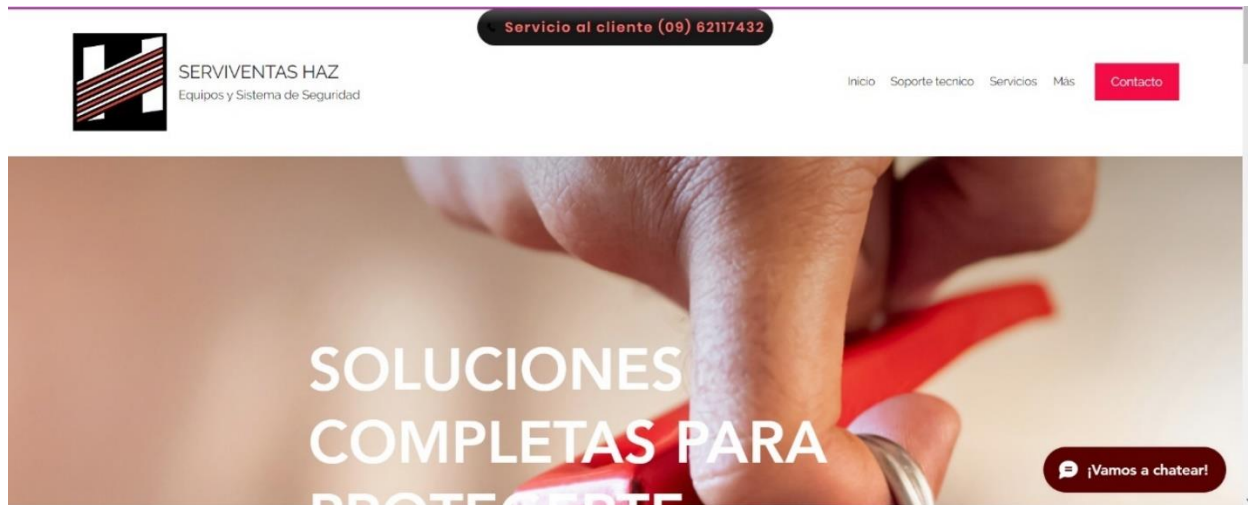 Servicio al cliente (09) 62117432
SERVIVENTAS HAZ
Equipos y Sistema de Seguridad
Inicio Soporte tecnico Servicios Más Contacto
SOLUCIONES
COMPLETAS PARA
PROTEGERTE
¡Vamos a chatear!